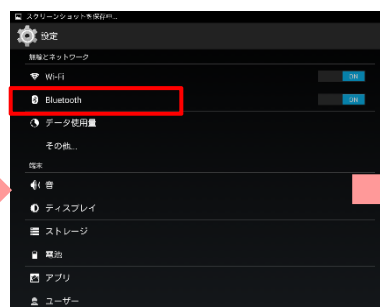 スクリーンショットを保存中...
設定
無線とネットワーク
Wi-Fi
ON
Bluetooth
ON
データ使用量
その他...
端末
音
ディスプレイ
ストレージ
電池
アプリ
ユーザー